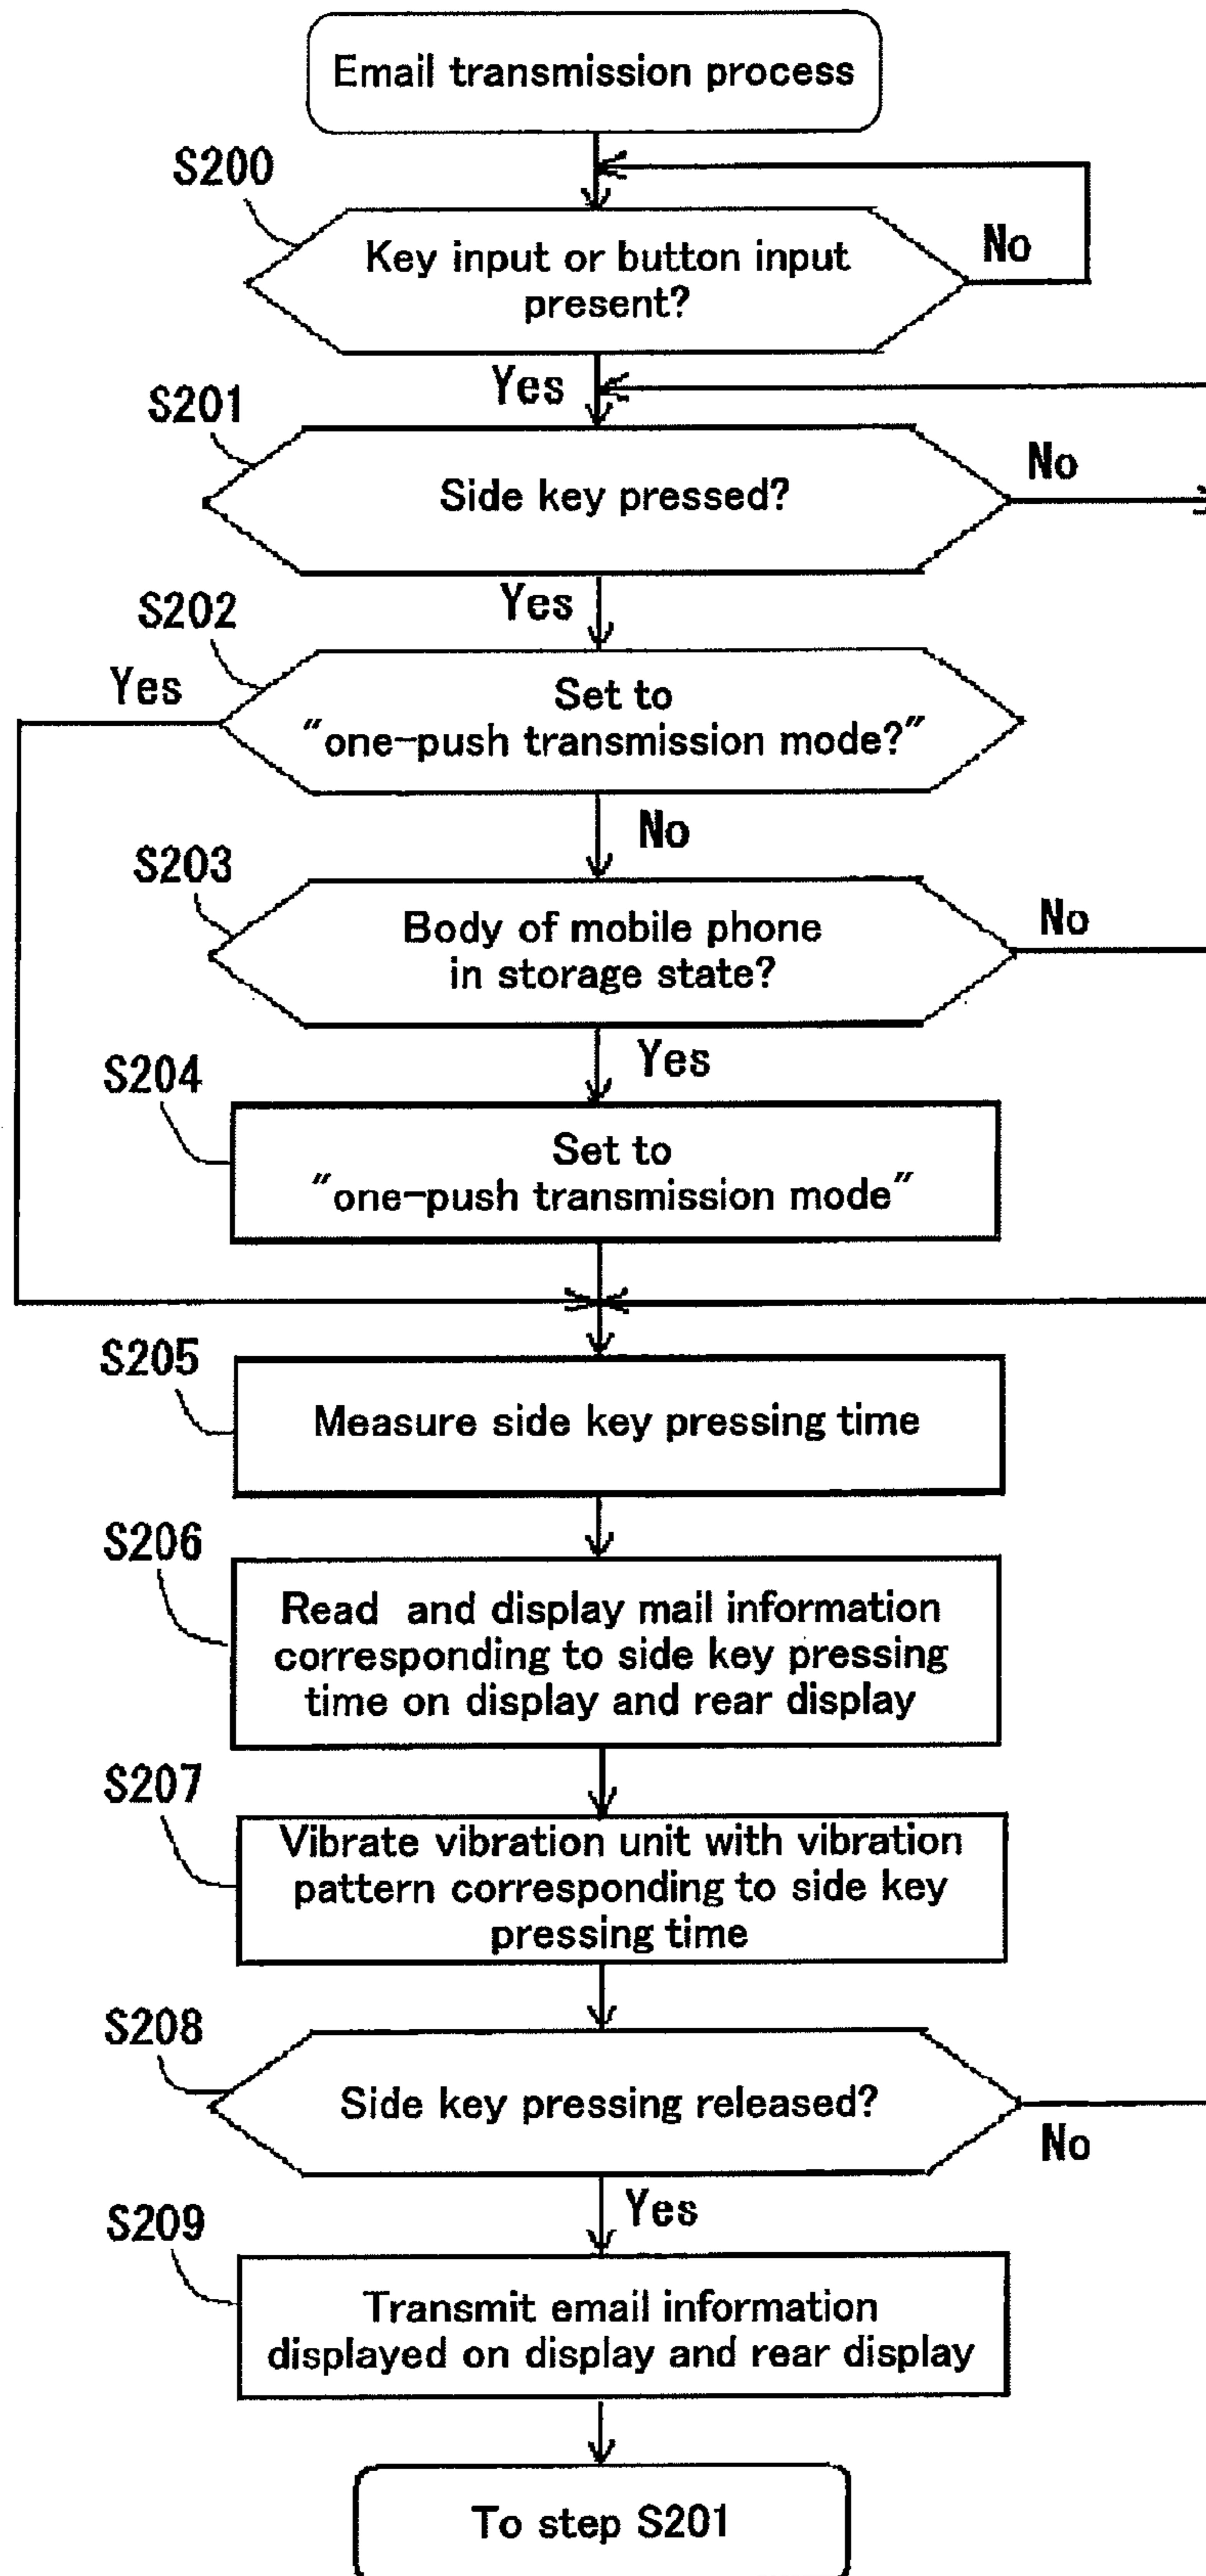 Email transmission process
S200
Key input or button input
present?
No
Yes
S201
Side key pressed?
No
Yes
S202
Yes
Set to
"one-push transmission mode?"
No
S203
Body of mobile phone
in storage state?
No
Yes
S204
Set to
"one-push transmission mode"
S205
Measure side key pressing time
S206
Read and display mail information
corresponding to side key pressing
time on display and rear display
S207
Vibrate vibration unit with vibration
pattern corresponding to side key
pressing time
S208
Side key pressing released?
No
Yes
S209
Transmit email information
displayed on display and rear display
To step S201